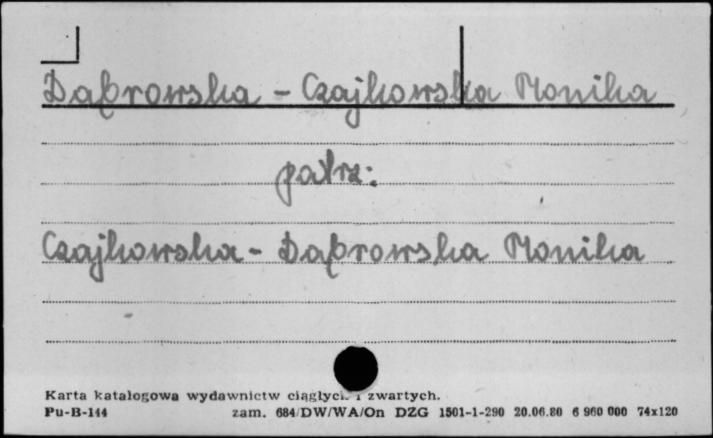 Dąbrowska - Czajkowska Monika
patrz:
Czajkowska - Dąbrowska Monika
Karta katalogowa wydawnictw ciągłych i zwartych.
Pu-B-144 zam. 684/DW/WA/On DZG 1501-1-290 20.06.80 6 960 000 74x120